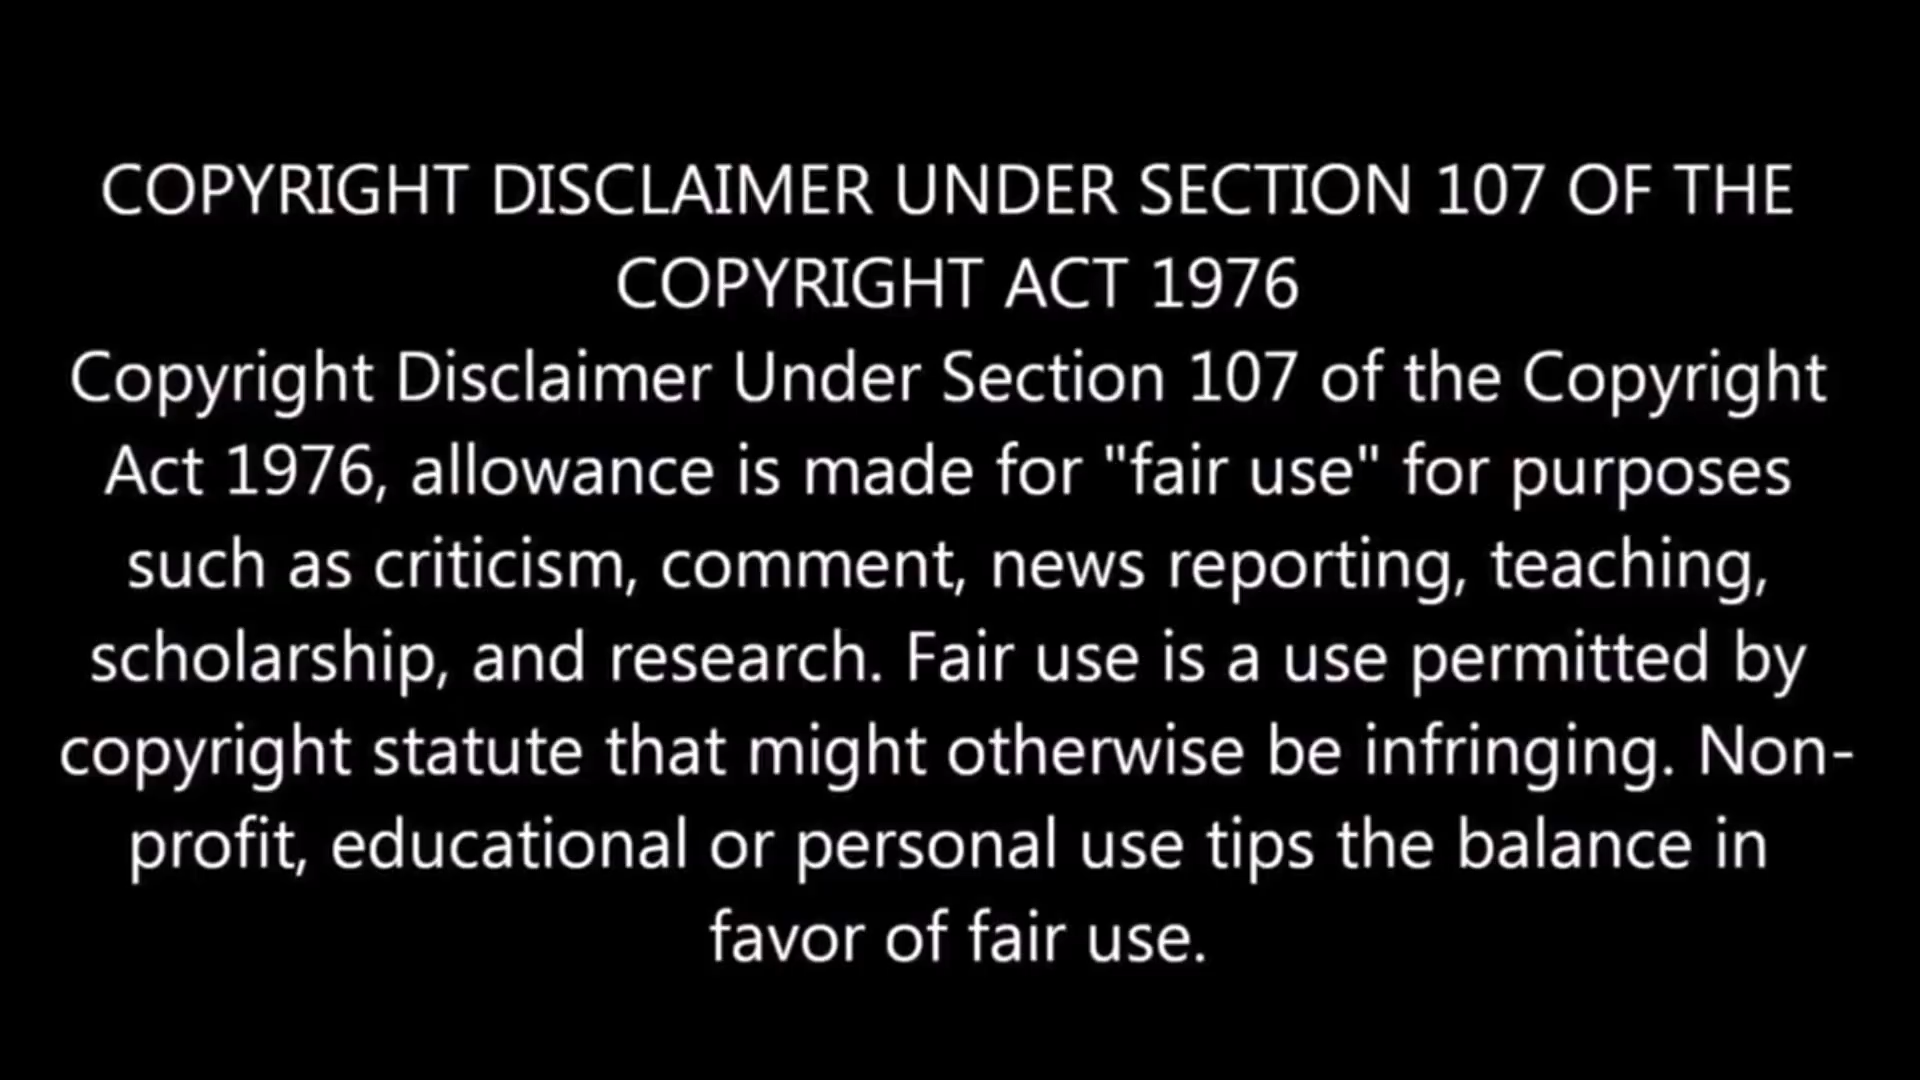 COPYRIGHT DISCLAIMER UNDER SECTION 107 OF THE
COPYRIGHT ACT 1976
Copyright Disclaimer Under Section 107 of the Copyright
Act 1976, allowance is made for "fair use" for purposes
such as criticism, comment, news reporting, teaching,
scholarship, and research. Fair use is a use permitted by
copyright statute that might otherwise be infringing. Non-
profit, educational or personal use tips the balance in
favor of fair use.